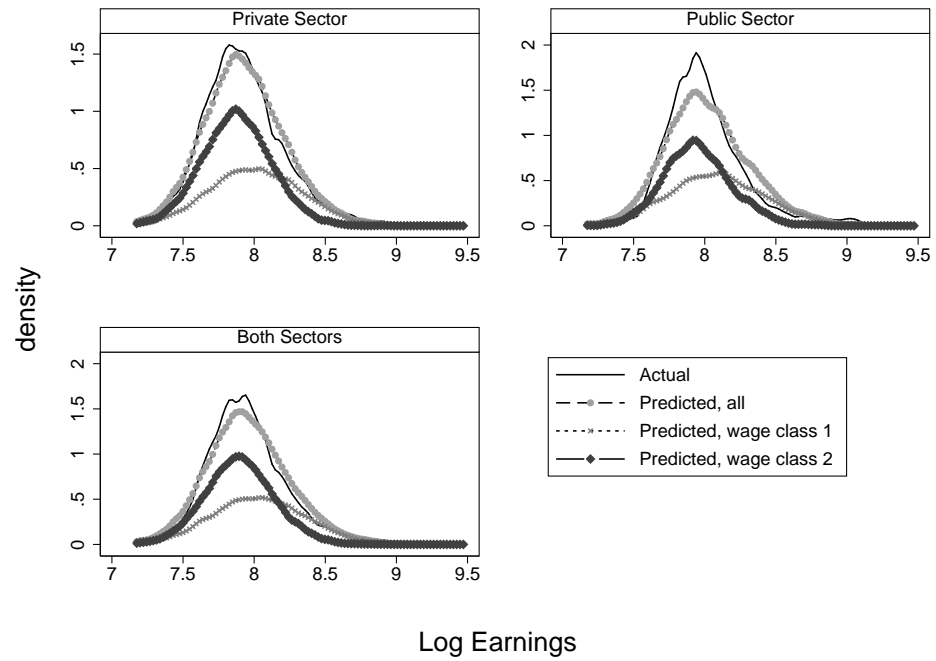 Private Sector
Public Sector
0 .5 1 1.5
0 .5 1 1.5 2
7 7.5 8 8.5 9 9.5
7 7.5 8 8.5 9 9.5
density
Both Sectors
0 .5 1 1.5 2
7 7.5 8 8.5 9 9.5
Actual
Predicted, all
Predicted, wage class 1
Predicted, wage class 2
Log Earnings